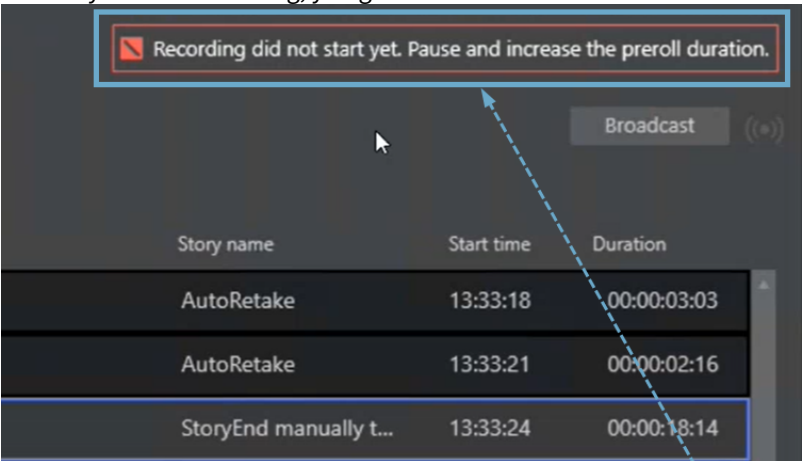 Recording did not start yet. Pause and increase the preroll duration.
Broadcast
Story name Start time Duration
AutoRetake 13:33:18 00:00:03:03
AutoRetake 13:33:21 00:00:02:16
StoryEnd manually t... 13:33:24 00:00:18:14